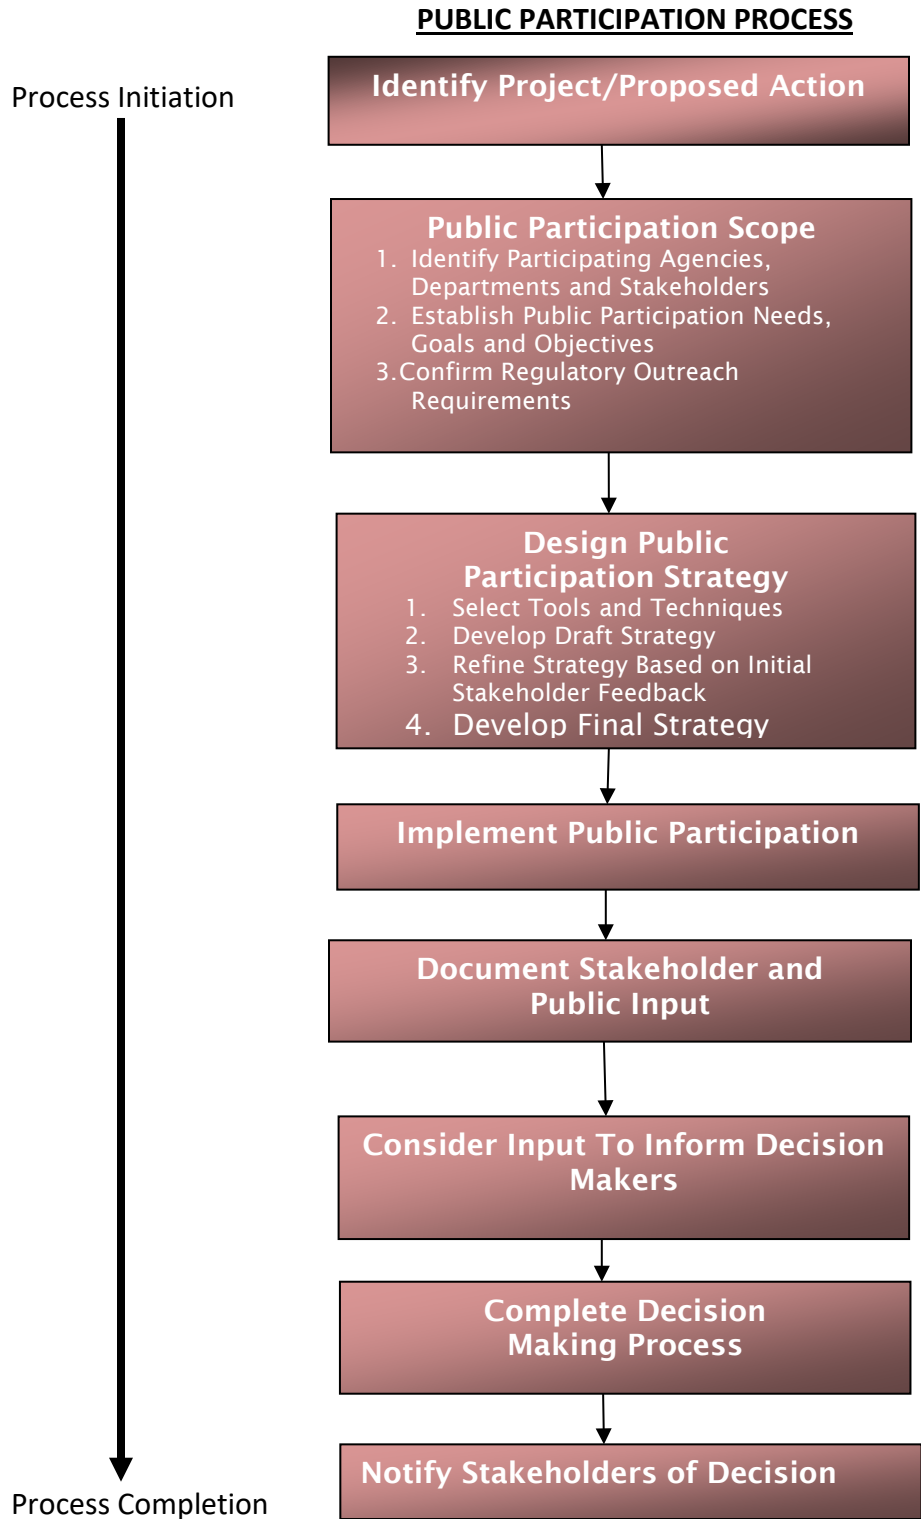 PUBLIC PARTICIPATION PROCESS
Process Initiation
Identify Project/Proposed Action
Public Participation Scope
1. Identify Participating Agencies,
Departments and Stakeholders
2. Establish Public Participation Needs,
Goals and Objectives
3.Confirm Regulatory Outreach
Requirements
Design Public
Participation Strategy
1. Select Tools and Techniques
2. Develop Draft Strategy
3. Refine Strategy Based on Initial
Stakeholder Feedback
4. Develop Final Strategy
Implement Public Participation
Document Stakeholder and
Public Input
Consider Input To Inform Decision
Makers
Complete Decision
Making Process
Notify Stakeholders of Decision
Process Completion